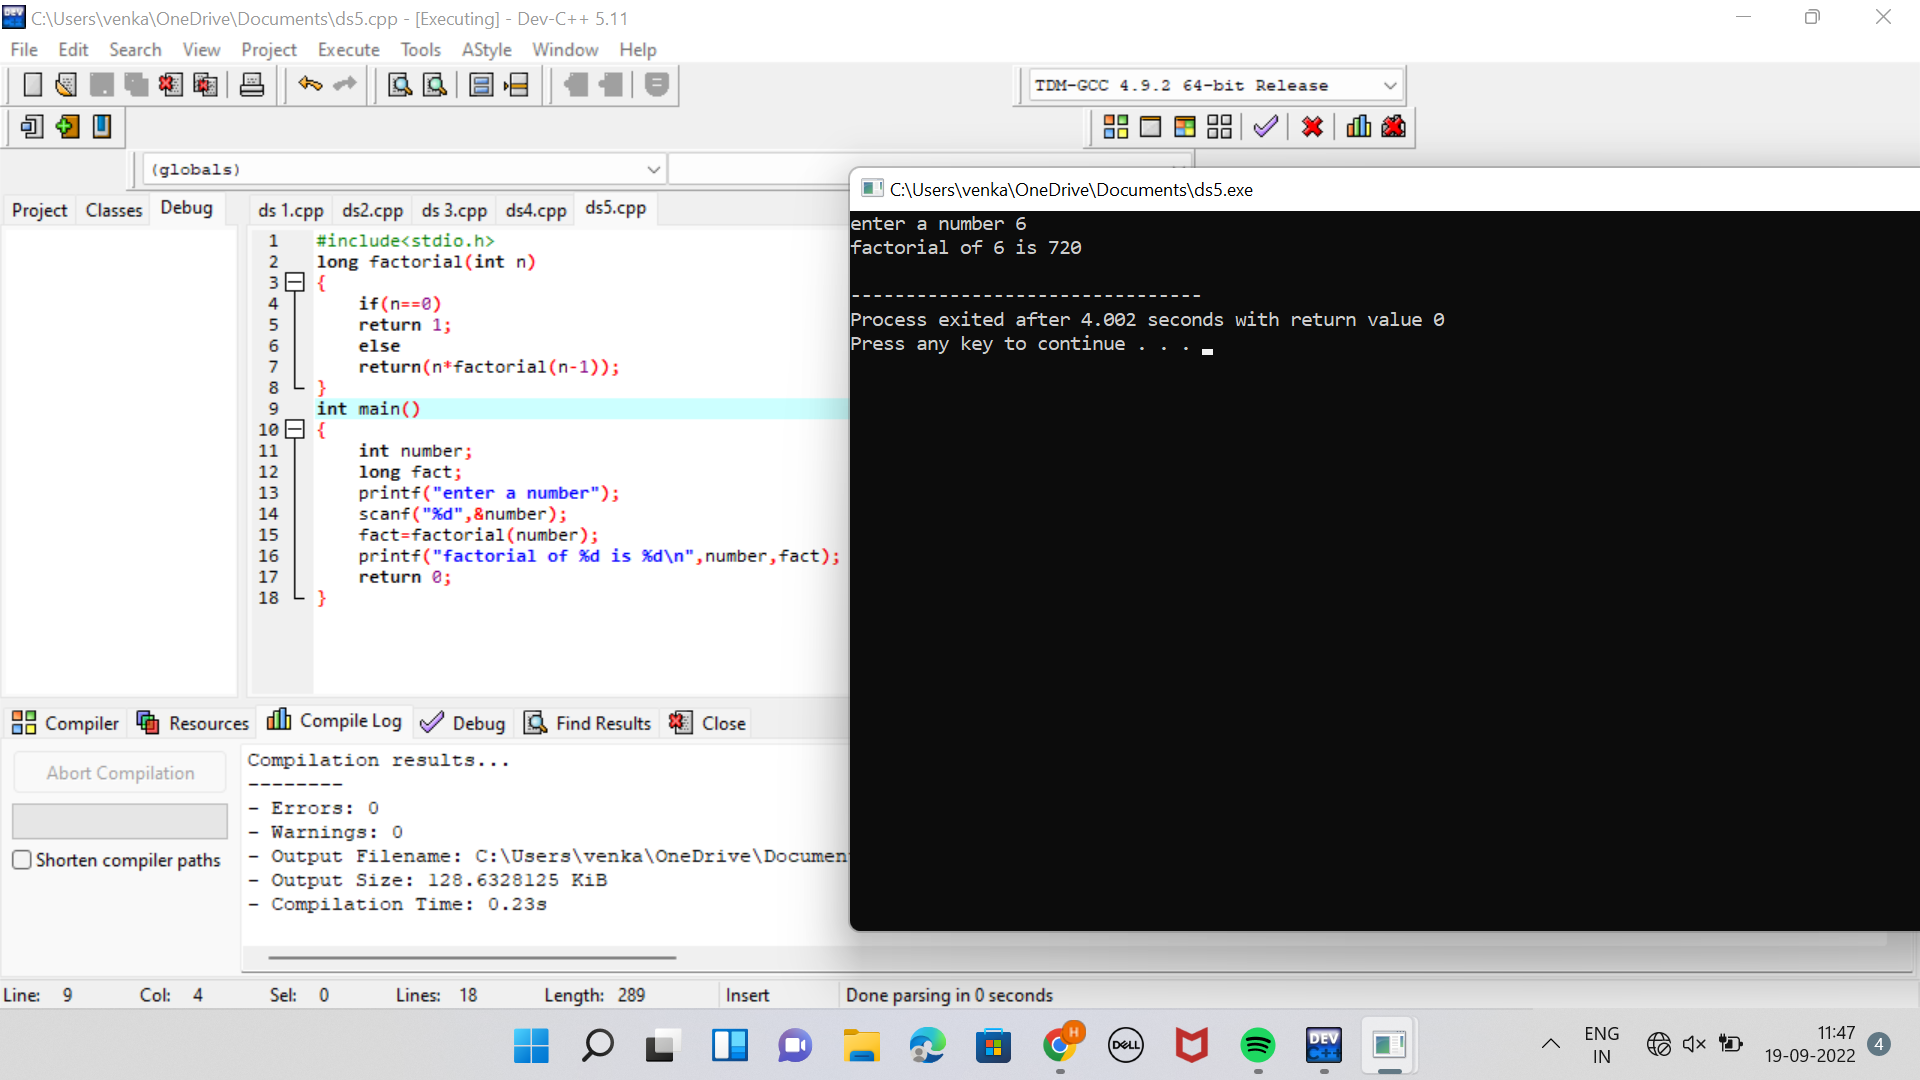 C:\Users\venka\OneDrive\Documents\ds5.cpp - [Executing] - Dev-C++ 5.11
File Edit Search View Project Execute Tools AStyle Window Help
TDM-GCC 4.9.2 64-bit Release
(globals)
Project Classes Debug
ds 1.cpp ds2.cpp ds 3.cpp ds4.cpp ds5.cpp
1 #include<stdio.h>
2 long factorial(int n)
3 {
4 if(n==0)
5 return 1;
6 else
7 return(n*factorial(n-1));
8 }
9 int main()
10 {
11 int number;
12 long fact;
13 printf("enter a number");
14 scanf("%d",&number);
15 fact=factorial(number);
16 printf("factorial of %d is %d\n",number,fact);
17 return 0;
18 }
C:\Users\venka\OneDrive\Documents\ds5.exe
enter a number 6
factorial of 6 is 720
--------------------------------
Process exited after 4.002 seconds with return value 0
Press any key to continue . . .
Compiler Resources Compile Log Debug Find Results Close
Abort Compilation
Shorten compiler paths
Compilation results...
--------
- Errors: 0
- Warnings: 0
- Output Filename: C:\Users\venka\OneDrive\Documen
- Output Size: 128.6328125 KiB
- Compilation Time: 0.23s
Line: 9 Col: 4 Sel: 0 Lines: 18 Length: 289 Insert Done parsing in 0 seconds
H
DELL
DEV
C++
ENG
IN
11:47
19-09-2022
4